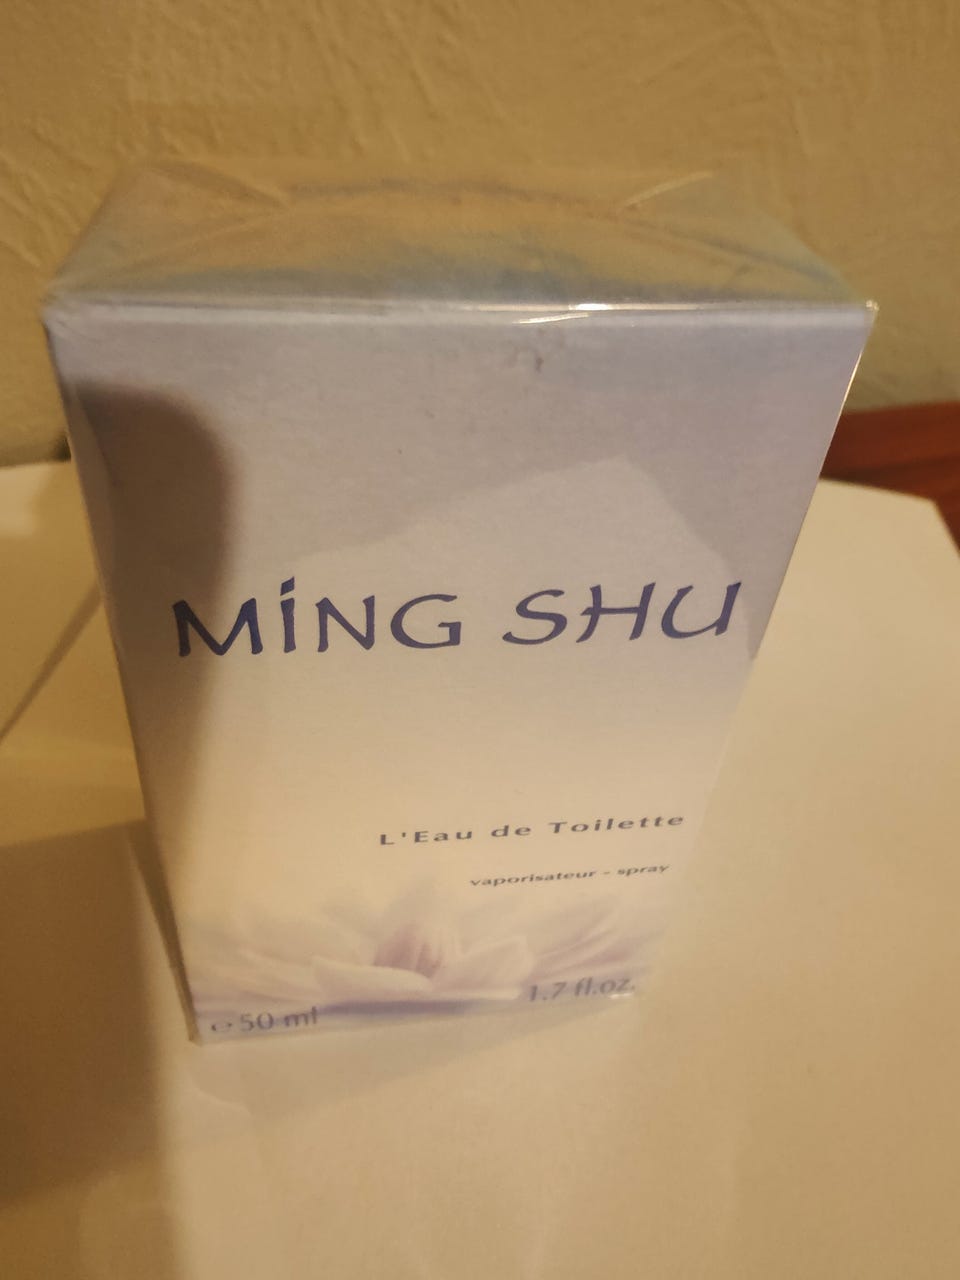 MiNG SHU
L'Eau de Toilette
vaporisateur - spray
1.7 fl.oz.
℮ 50 ml